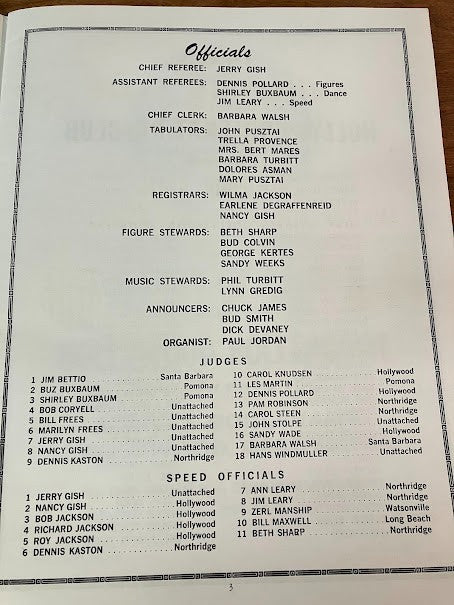 Officials
CHIEF REFEREE: JERRY GISH
ASSISTANT REFEREES: DENNIS POLLARD . . . Figures
SHIRLEY BUXBAUM . . . Dance
JIM LEARY . . . Speed
CHIEF CLERK: BARBARA WALSH
TABULATORS: JOHN PUSZTAI
TRELLA PROVENCE
MRS. BERT MARES
BARBARA TURBITT
DOLORES ASMAN
MARY PUSZTAI
REGISTRARS: WILMA JACKSON
EARLENE DEGRAFFENREID
NANCY GISH
FIGURE STEWARDS: BETH SHARP
BUD COLVIN
GEORGE KERTES
SANDY WEEKS
MUSIC STEWARDS: PHIL TURBITT
LYNN GREDIG
ANNOUNCERS: CHUCK JAMES
BUD SMITH
DICK DEVANEY
ORGANIST: PAUL JORDAN
JUDGES
1 JIM BETTIO . . . . . Santa Barbara
2 BUZ BUXBAUM . . . . . Pomona
3 SHIRLEY BUXBAUM . . . . . Pomona
4 BOB CORYELL . . . . . Unattached
5 BILL FREES . . . . . Unattached
6 MARILYN FREES . . . . . Unattached
7 JERRY GISH . . . . . Unattached
8 NANCY GISH . . . . . Unattached
9 DENNIS KASTON . . . . . Northridge
10 CAROL KNUDSEN . . . . . Hollywood
11 LES MARTIN . . . . . Pomona
12 DENNIS POLLARD . . . . . Hollywood
13 PAM ROBINSON . . . . . Northridge
14 CAROL STEEN . . . . . Northridge
15 JOHN STOLPE . . . . . Unattached
16 SANDY WADE . . . . . Hollywood
17 BARBARA WALSH . . . . . Santa Barbara
18 HANS WINDMULLER . . . . . Unattached
SPEED OFFICIALS
1 JERRY GISH . . . . . Unattached
2 NANCY GISH . . . . . Hollywood
3 BOB JACKSON . . . . . Hollywood
4 RICHARD JACKSON . . . . . Hollywood
5 ROY JACKSON . . . . . Hollywood
6 DENNIS KASTON . . . . . Northridge
7 ANN LEARY . . . . . Northridge
8 JIM LEARY . . . . . Northridge
9 ZERL MANSHIP . . . . . Watsonville
10 BILL MAXWELL . . . . . Long Beach
11 BETH SHARP . . . . . Northridge
3